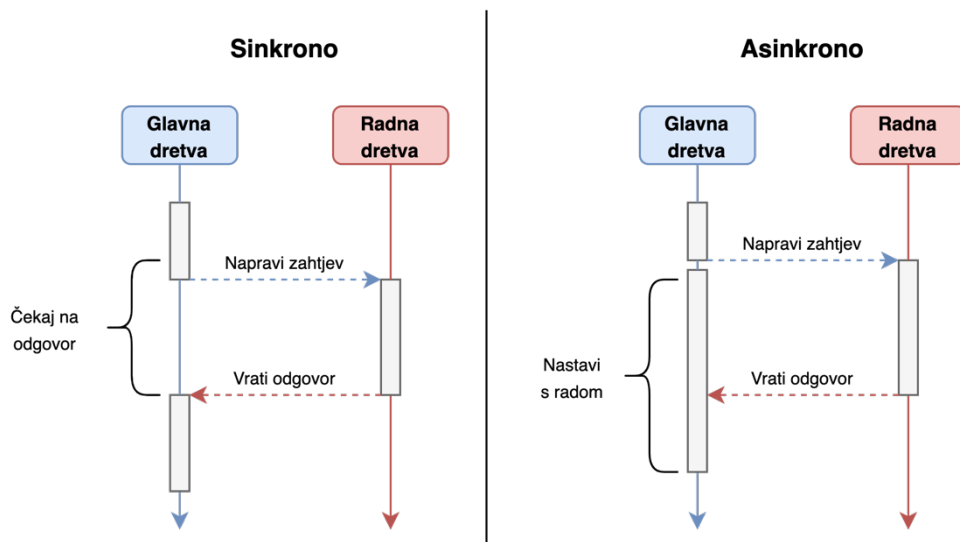 Sinkrono
Glavna
dretva
Radna
dretva
Napravi zahtjev
Čekaj na
odgovor
Vrati odgovor
Asinkrono
Glavna
dretva
Radna
dretva
Napravi zahtjev
Nastavi
s radom
Vrati odgovor